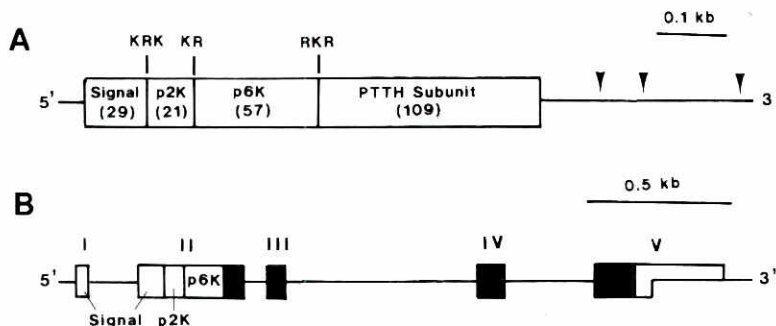 A
0.1 kb
KRK KR RKR
5' Signal p2K p6K PTTH Subunit 3
(29) (21) (57) (109)
B
0.5 kb
I II III IV V
5' p6K 3'
Signal p2K